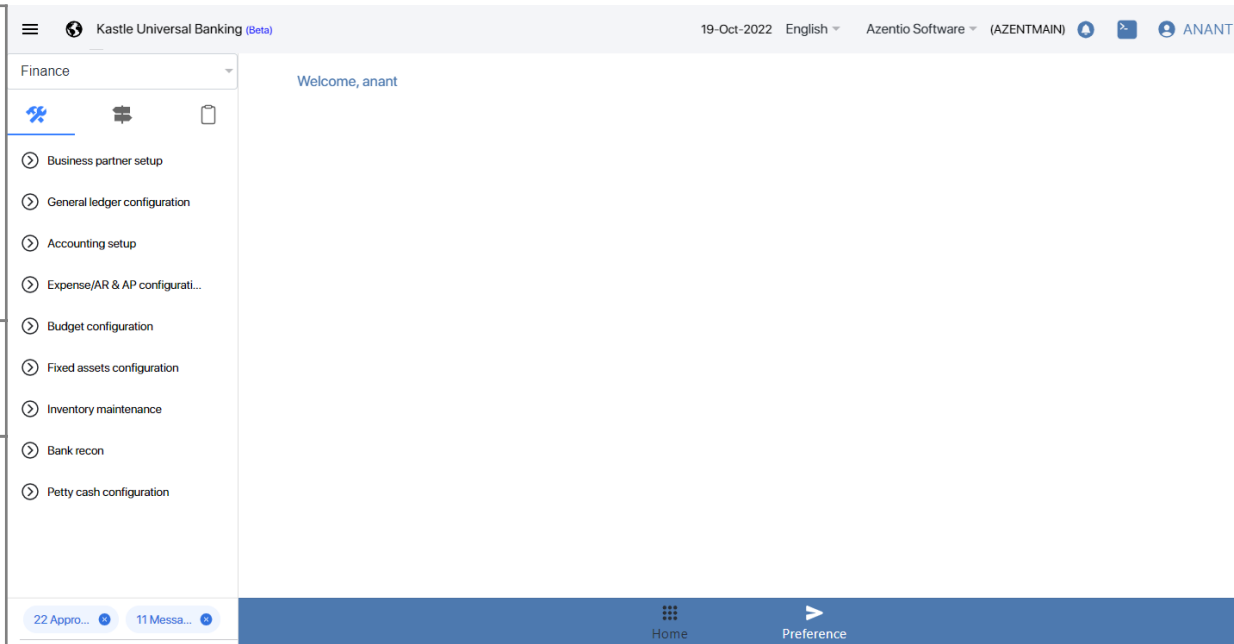 Kastle Universal Banking (Beta) 19-Oct-2022 English Azentio Software (AZENTMAIN) ANANT
Finance
Welcome, anant
Business partner setup
General ledger configuration
Accounting setup
Expense/AR & AP configurati...
Budget configuration
Fixed assets configuration
Inventory maintenance
Bank recon
Petty cash configuration
22 Appro... 11 Messa...
Home Preference